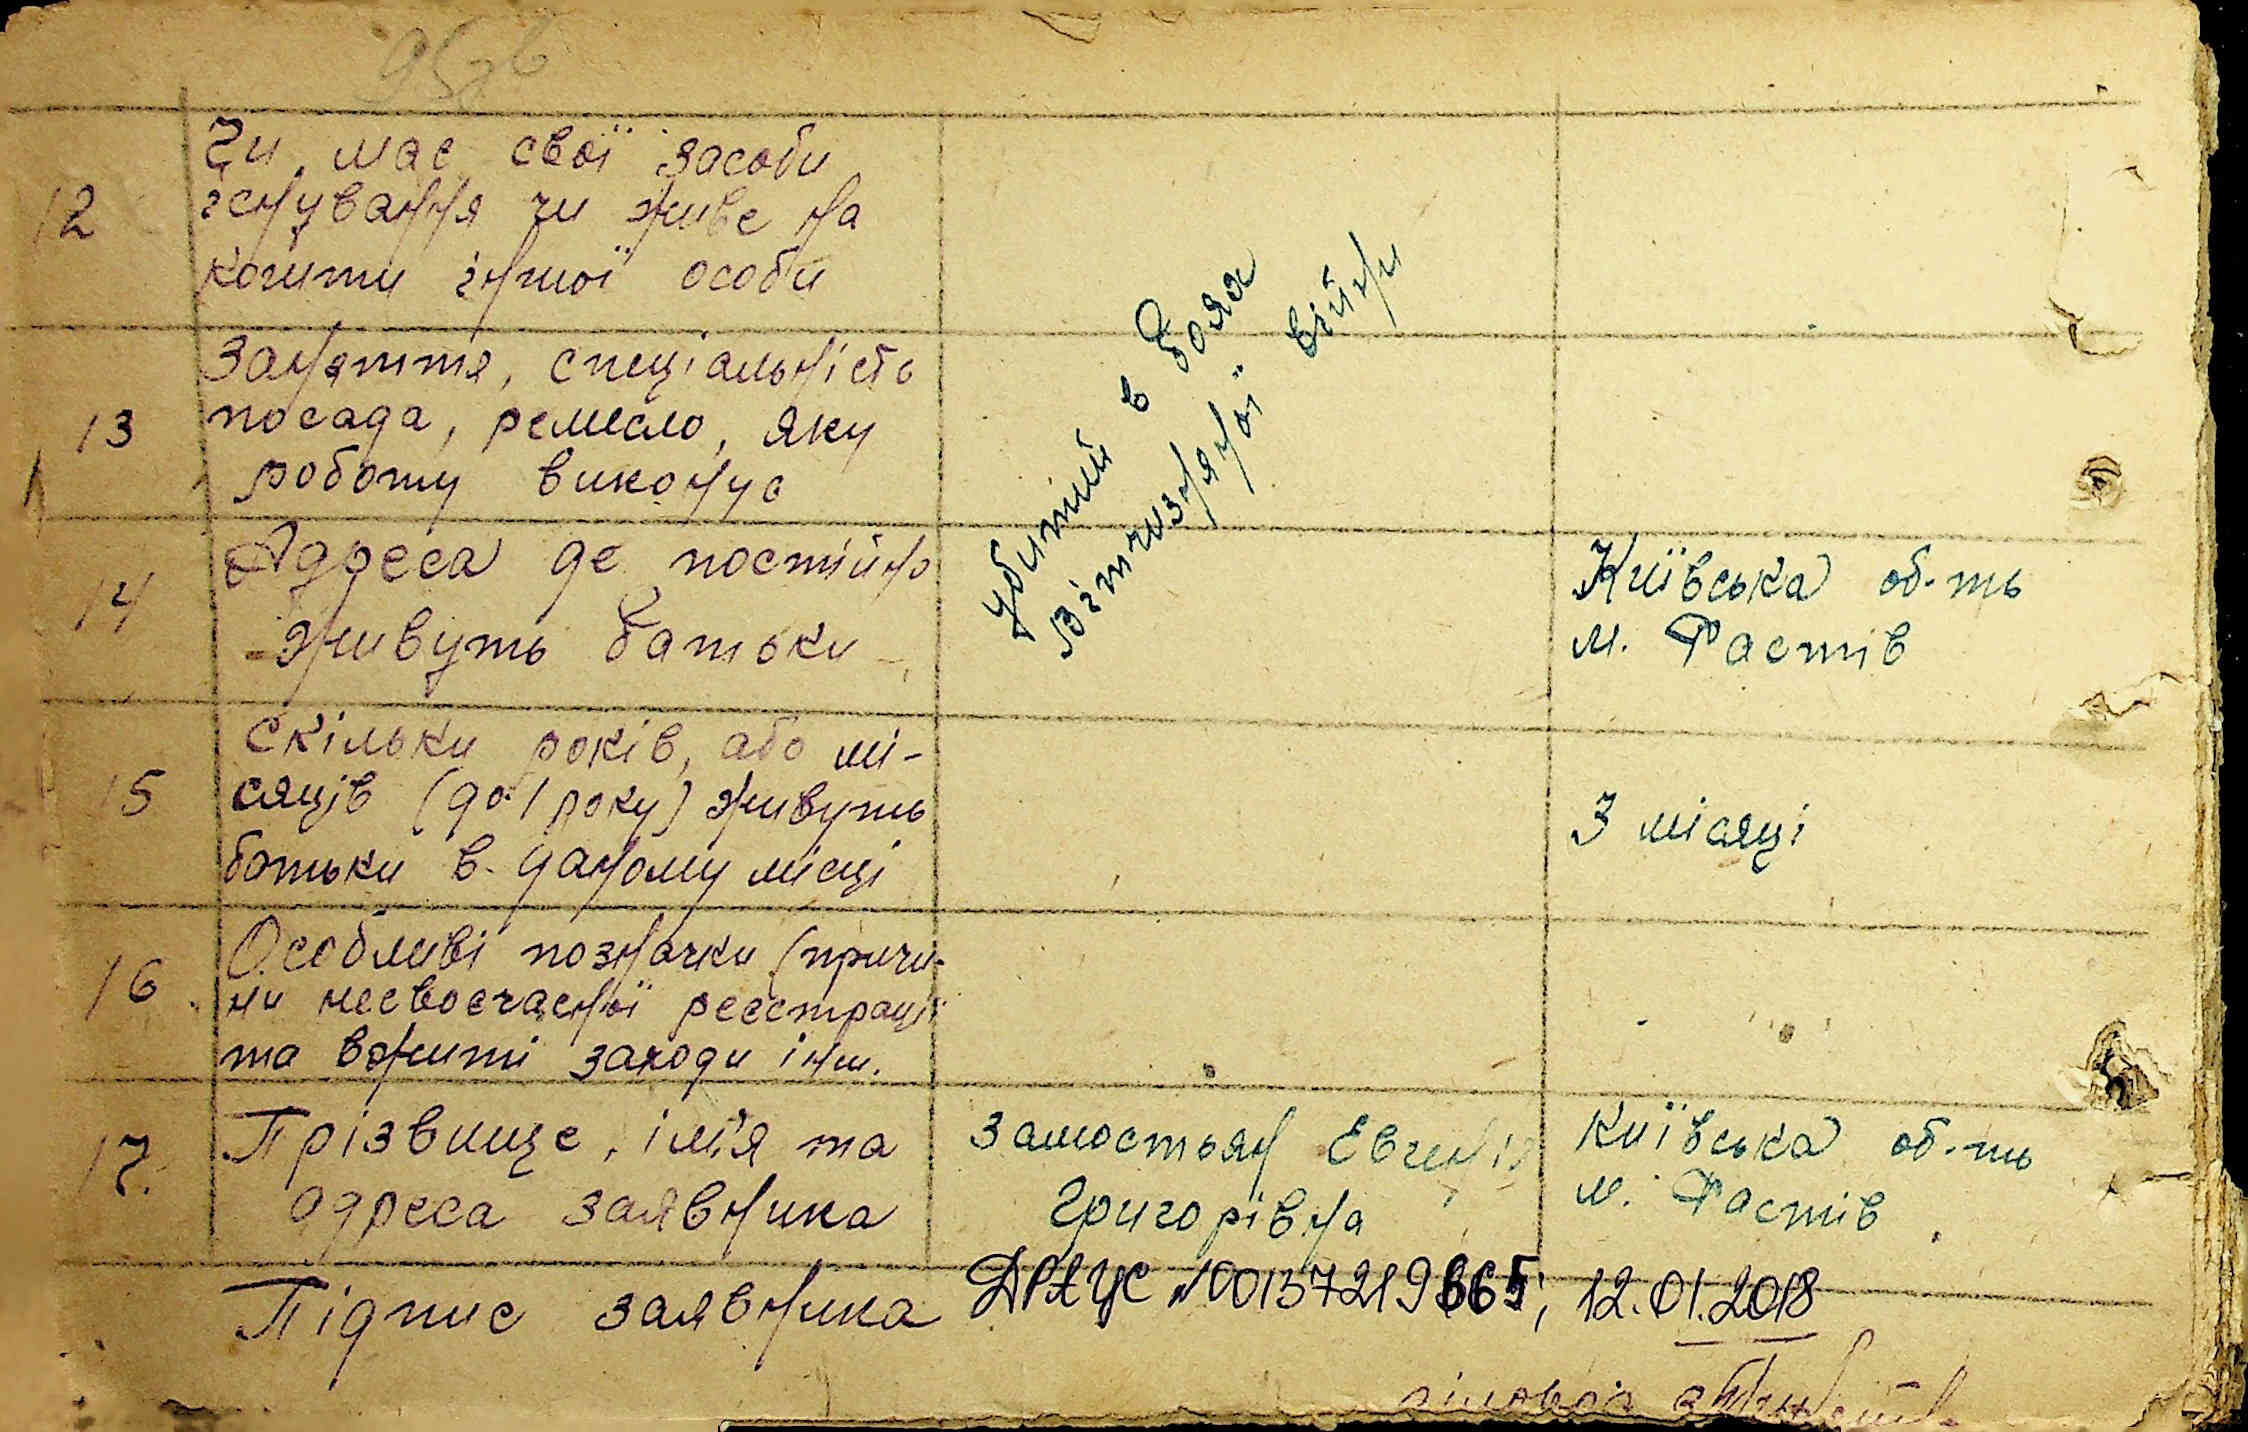 12
Чи має свої засоби
існування чи живе на
кошти іншої особи
13
Заняття, спеціальність
посада, ремесло, яку
роботу виконує
убитий в боях
Вітчизняної війни
14
Адреса де постійно
живуть батьки
Київська об-ть
м. Фастів
15
Скільки років, або мі-
сяців (до 1 року) живуть
батьки в даному місці
3 місяці
16
Особливі позначки (причи-
ни несвоєчасної реєстрації
та вжиті заходи інш.
17.
Прізвище, ім'я та
адреса заявника
Замостьян Евгенія
Григорівна
Київська об-ть
м. Фастів
Підпис заявника
ДРАЦС №00137219865, 12.01.2018